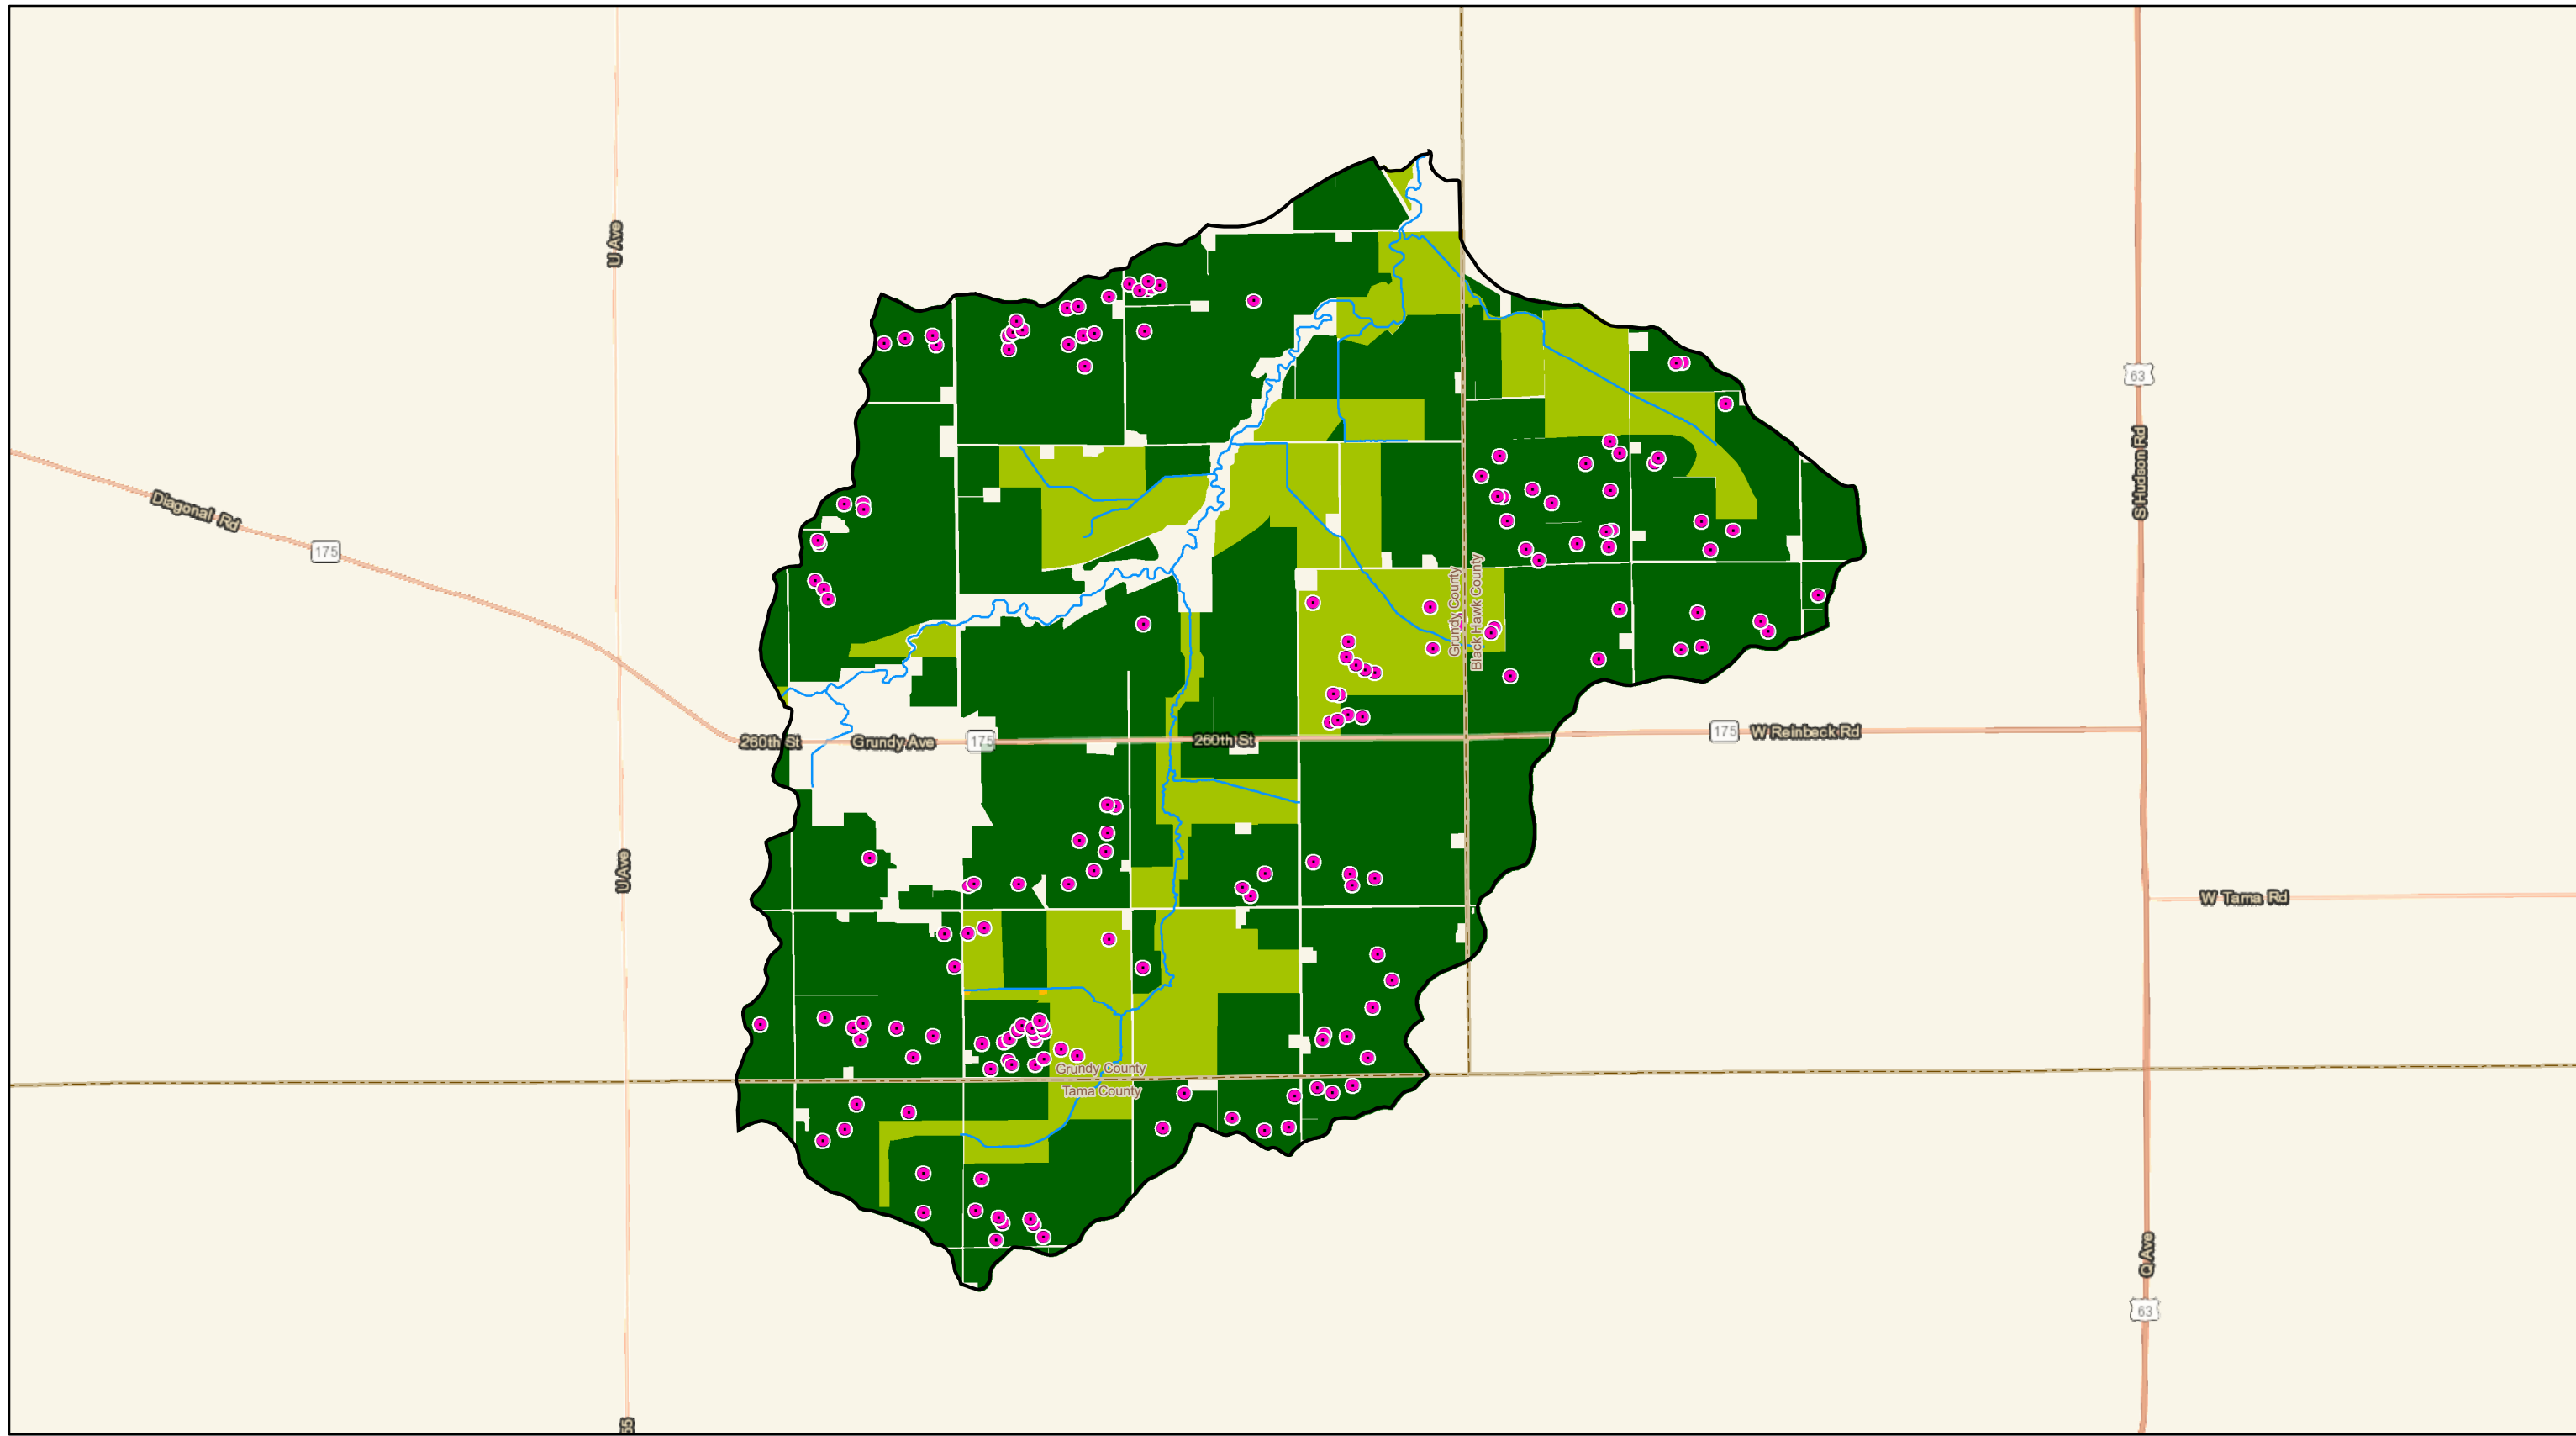 U Ave
63
S Hudson Rd
Diagonal Rd
175
Grundy County
Black Hawk County
260th St
Grundy Ave
175
260th St
175
W Reinbeck Rd
U Ave
W Tama Rd
Grundy County
Tama County
Q Ave
63